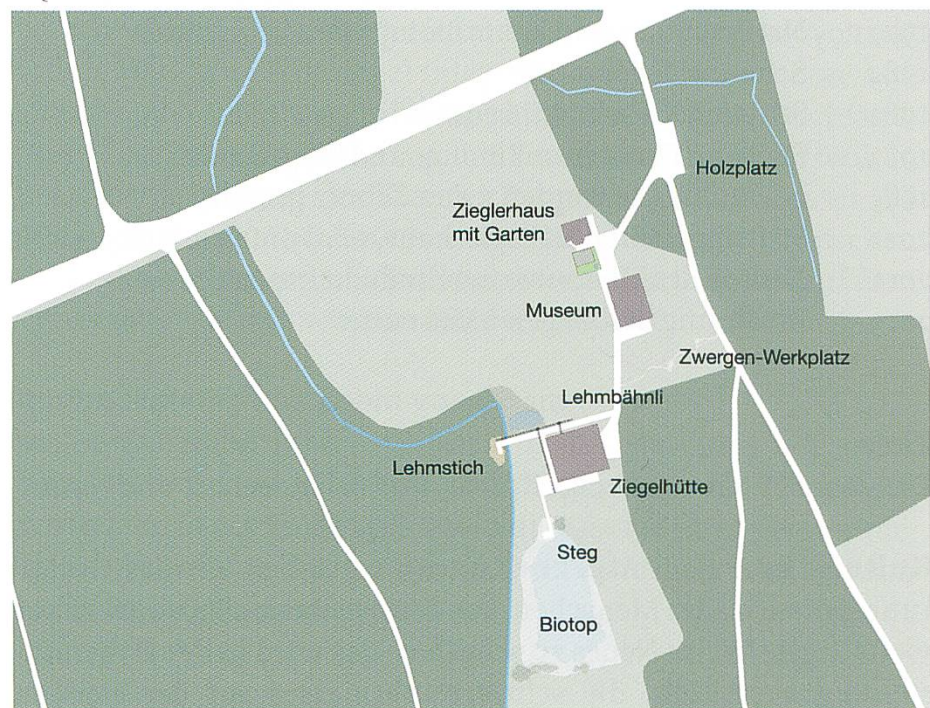 Holzplatz
Zieglerhaus
mit Garten
Museum
Zwergen-Werkplatz
Lehmbähnli
Lehmstich
Ziegelhütte
Steg
Biotop